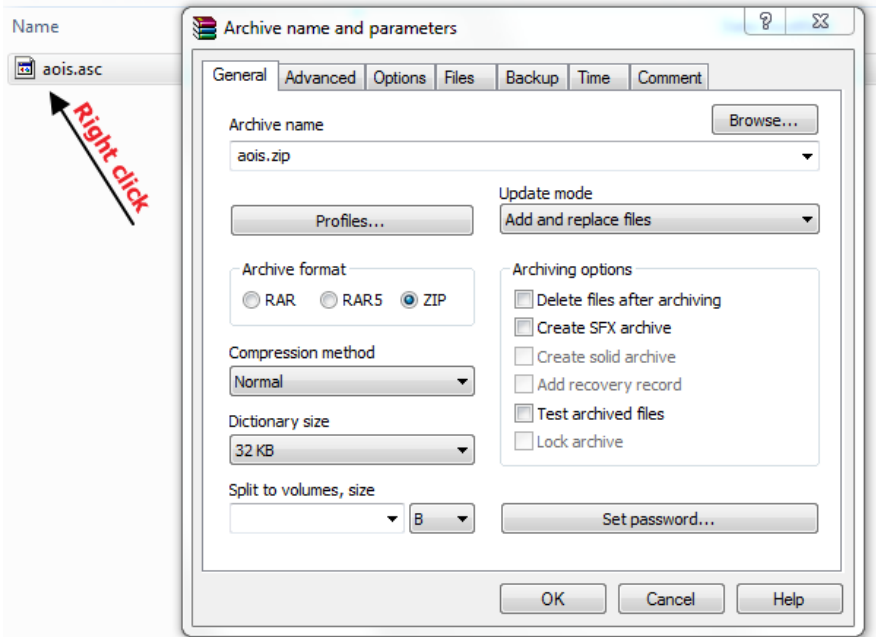 Name
aois.asc
Right click
Archive name and parameters
General Advanced Options Files Backup Time Comment
Archive name
Browse...
aois.zip
Update mode
Profiles...
Add and replace files
Archive format
RAR RAR5 ZIP
Archiving options
Delete files after archiving
Create SFX archive
Create solid archive
Add recovery record
Test archived files
Lock archive
Compression method
Normal
Dictionary size
32 KB
Split to volumes, size
B
Set password...
OK Cancel Help